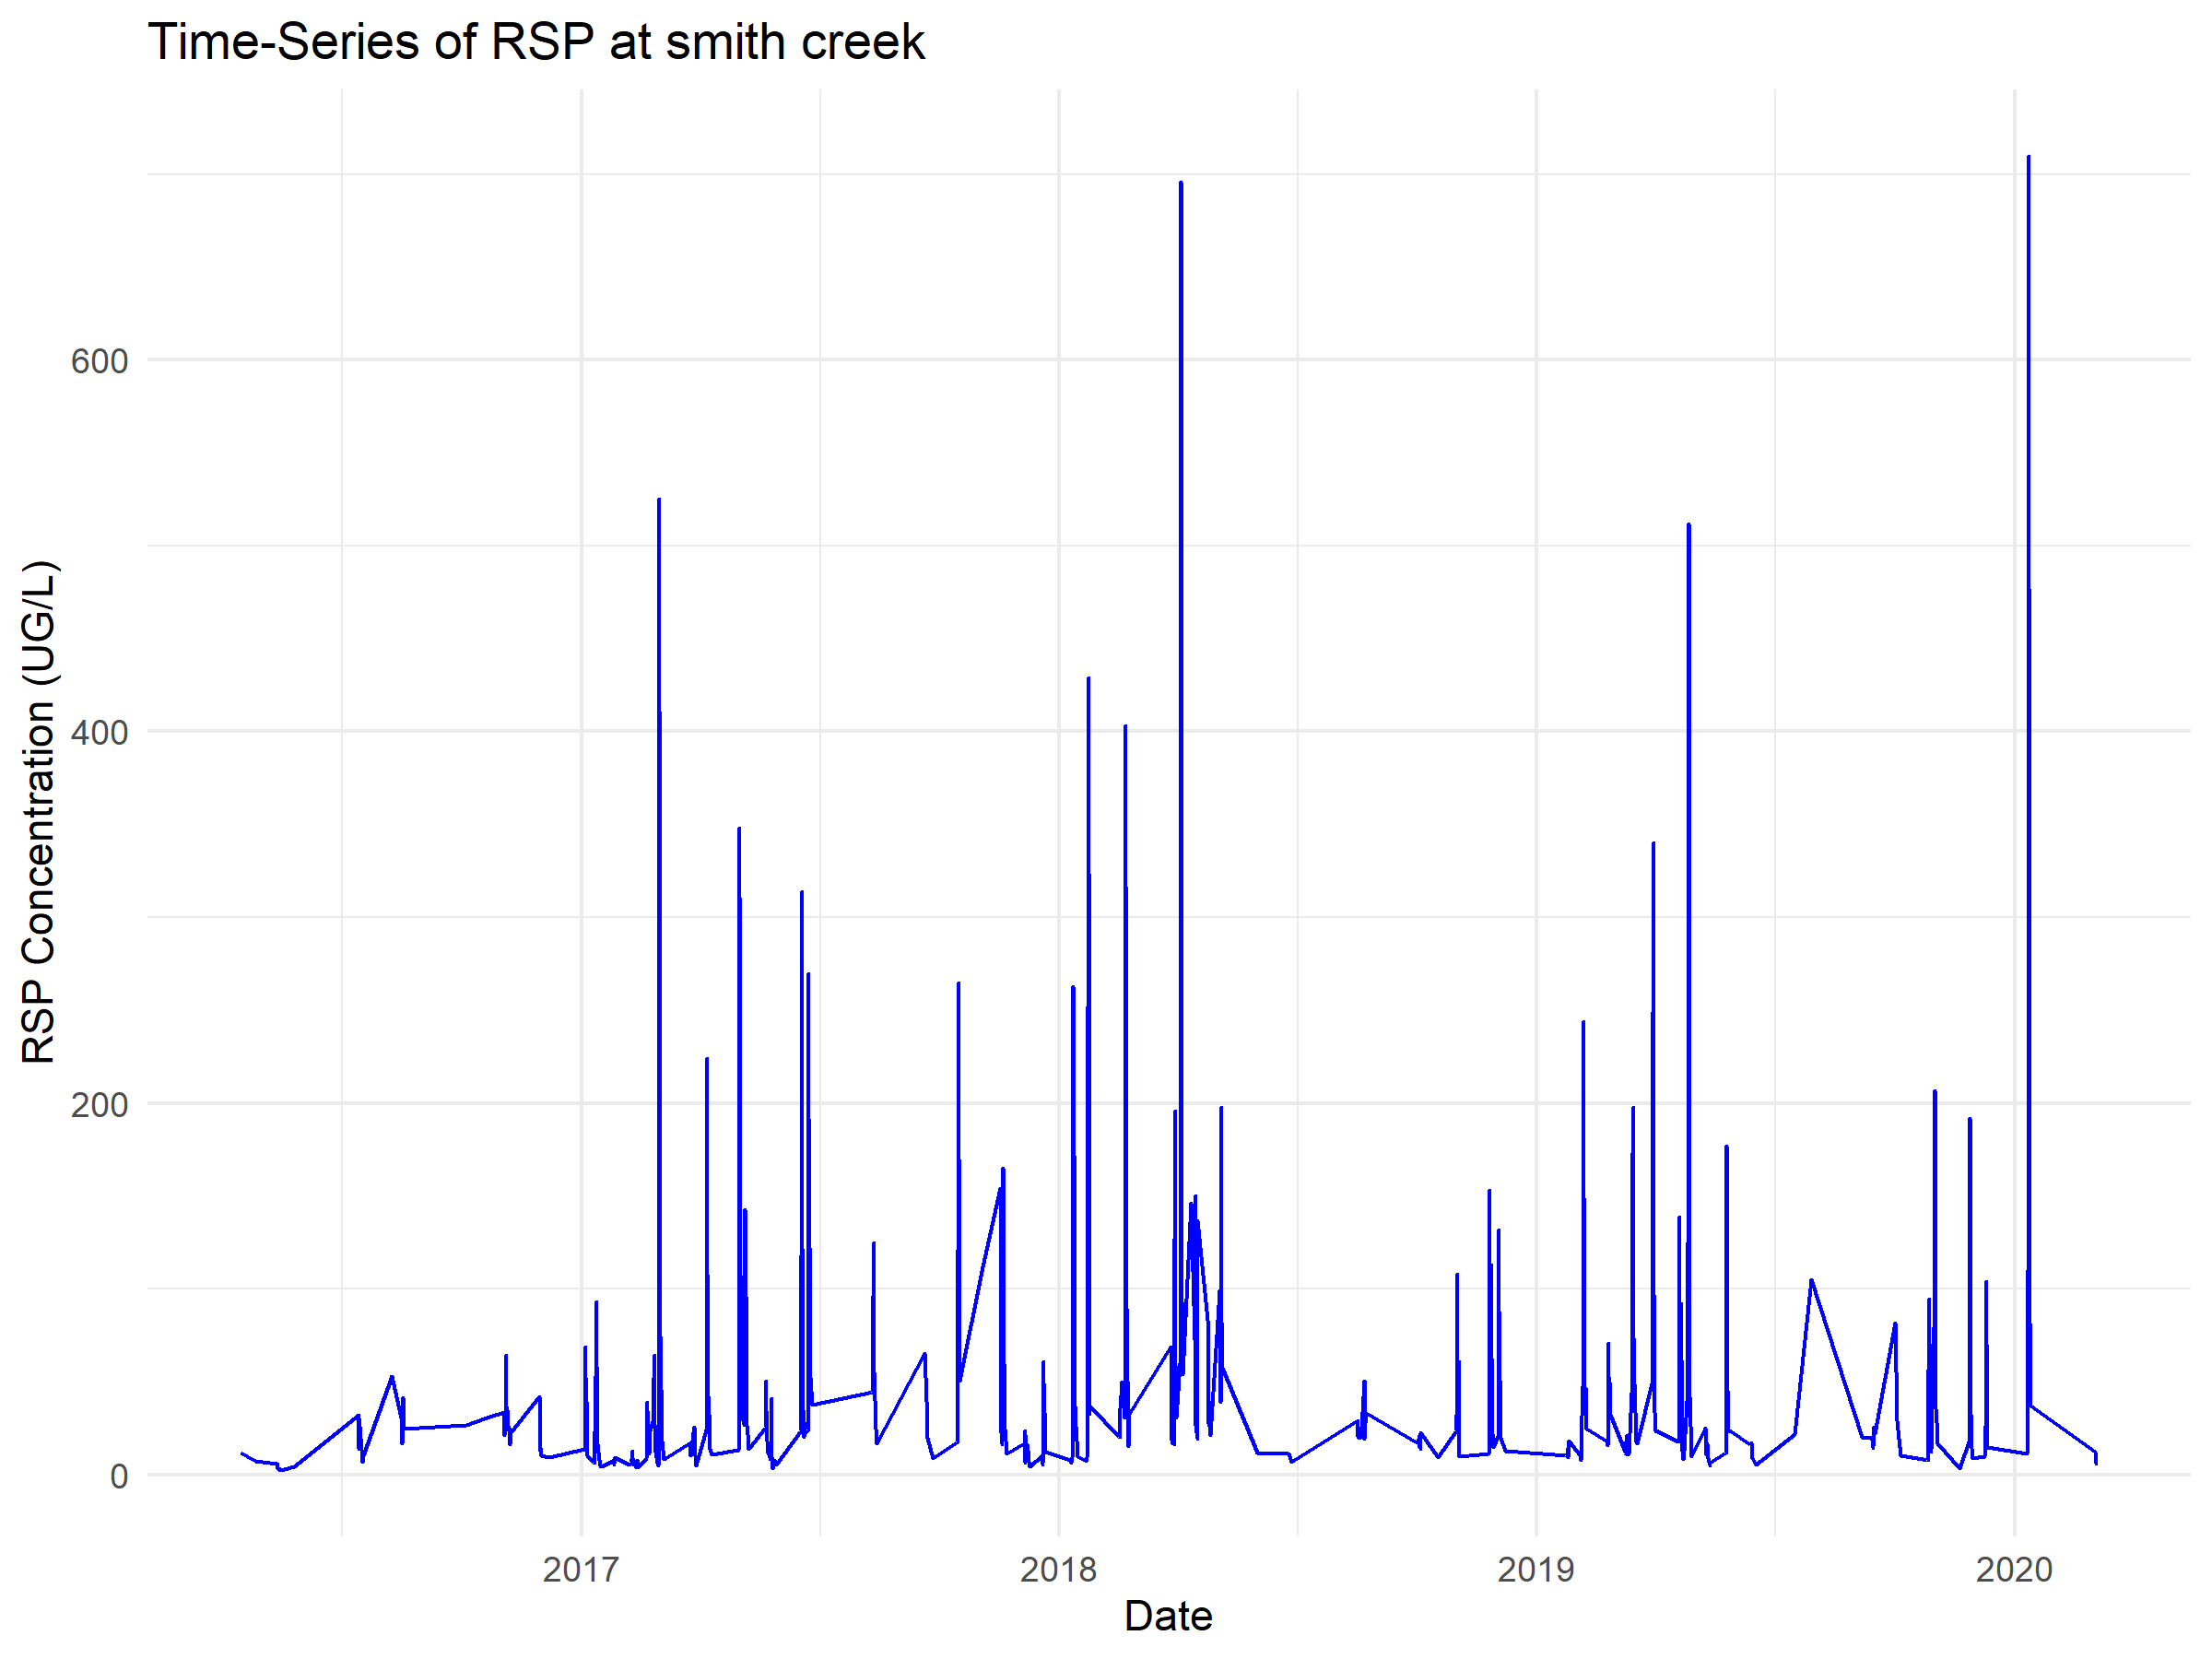 Time-Series of RSP at smith creek
RSP Concentration (UG/L)
600
400
200
0
2017
2018
2019
2020
Date